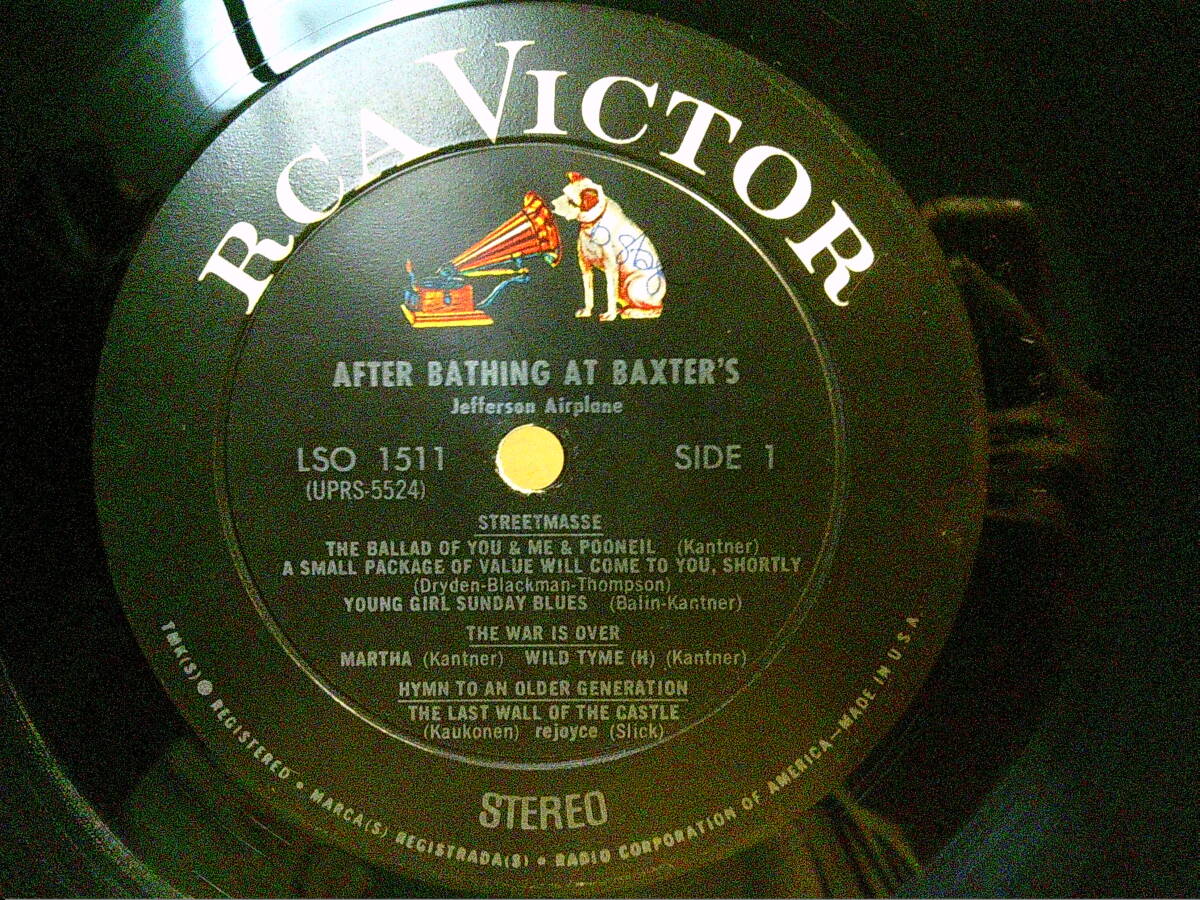 RCA VICTOR
AFTER BATHING AT BAXTER'S
Jefferson Airplane
LSO 1511
SIDE 1
(UPRS-5524)
STREETMASSE
THE BALLAD OF YOU & ME & POONEIL (Kantner)
A SMALL PACKAGE OF VALUE WILL COME TO YOU, SHORTLY
(Dryden-Blackman-Thompson)
YOUNG GIRL SUNDAY BLUES (Balin-Kantner)
THE WAR IS OVER
MARTHA (Kantner) WILD TYME (H) (Kantner)
HYMN TO AN OLDER GENERATION
THE LAST WALL OF THE CASTLE
(Kaukonen) rejoyce (Slick)
STEREO
TMK(S) ® REGISTERED • MARCA(S) REGISTRADA(S) • RADIO CORPORATION OF AMERICA—MADE IN U.S.A.